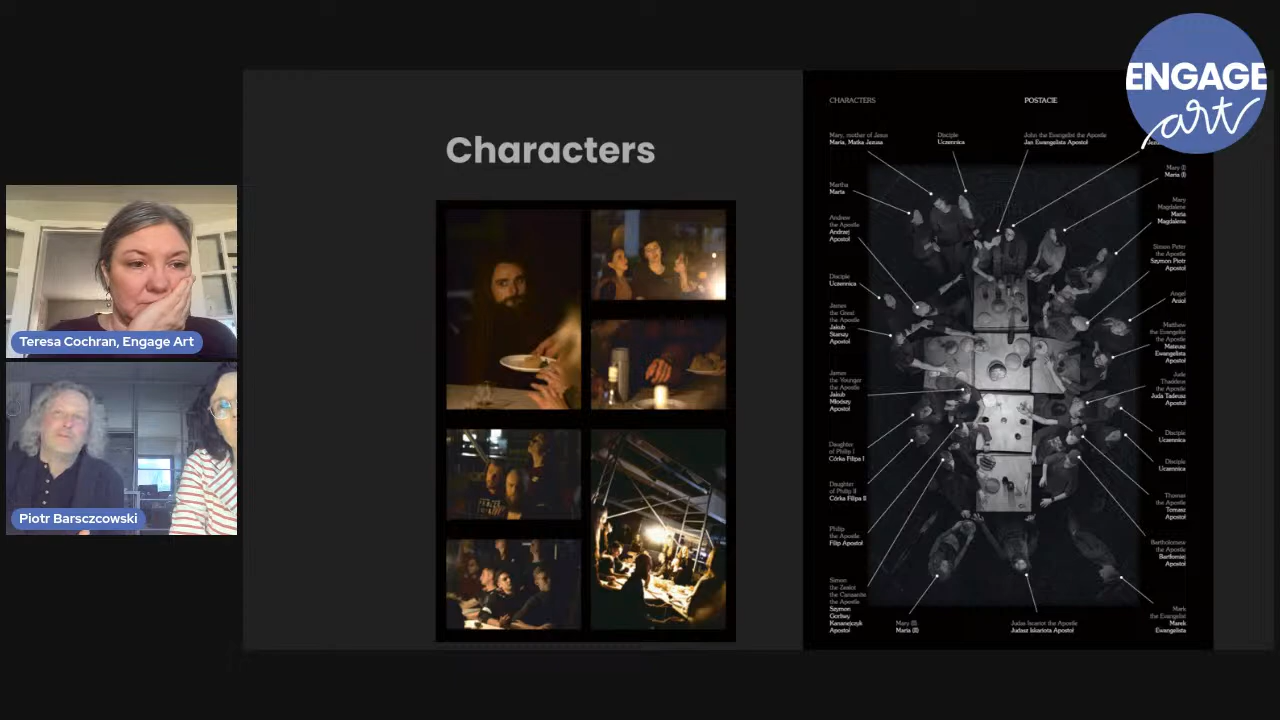 ENGAGE
art
Characters
Teresa Cochran, Engage Art
Piotr Barsczcowski
CHARACTERS
POSTACIE
Mary, mother of Jesus
Maria, Matka Jezusa
Disciple
Uczennica
John the Evangelist the Apostle
Jan Ewangelista Apostoł
Mary (I)
Maria (I)
Martha
Maria
Mary
Magdalene
Maria
Magdalena
Andrew
the Apostle
Andrzej
Apostoł
Simon Peter
the Apostle
Szymon Piotr
Apostoł
Disciple
Uczennica
Angel
Anioł
James
the Great
the Apostle
Jakub
Starszy
Apostoł
Matthew
the Evangelist
the Apostle
Mateusz
Ewangelista
Apostoł
James
the Younger
the Apostle
Jakub
Młodszy
Apostoł
Jude
Thaddeus
the Apostle
Juda Tadeusz
Apostoł
Disciple
Uczennica
Daughter
of Philip I
Córka Filipa I
Disciple
Uczennica
Daughter
of Philip II
Córka Filipa II
Thomas
the Apostle
Tomasz
Apostoł
Philip
the Apostle
Filip Apostoł
Bartholomew
the Apostle
Bartłomiej
Apostoł
Simon
the Zealot
the Cananite
the Apostle
Szymon
Gorliwy
Kananejczyk
Apostoł
Mary (II)
Maria (II)
Judas Iscariot the Apostle
Judasz Iskariota Apostoł
Mark
the Evangelist
Marek
Ewangelista